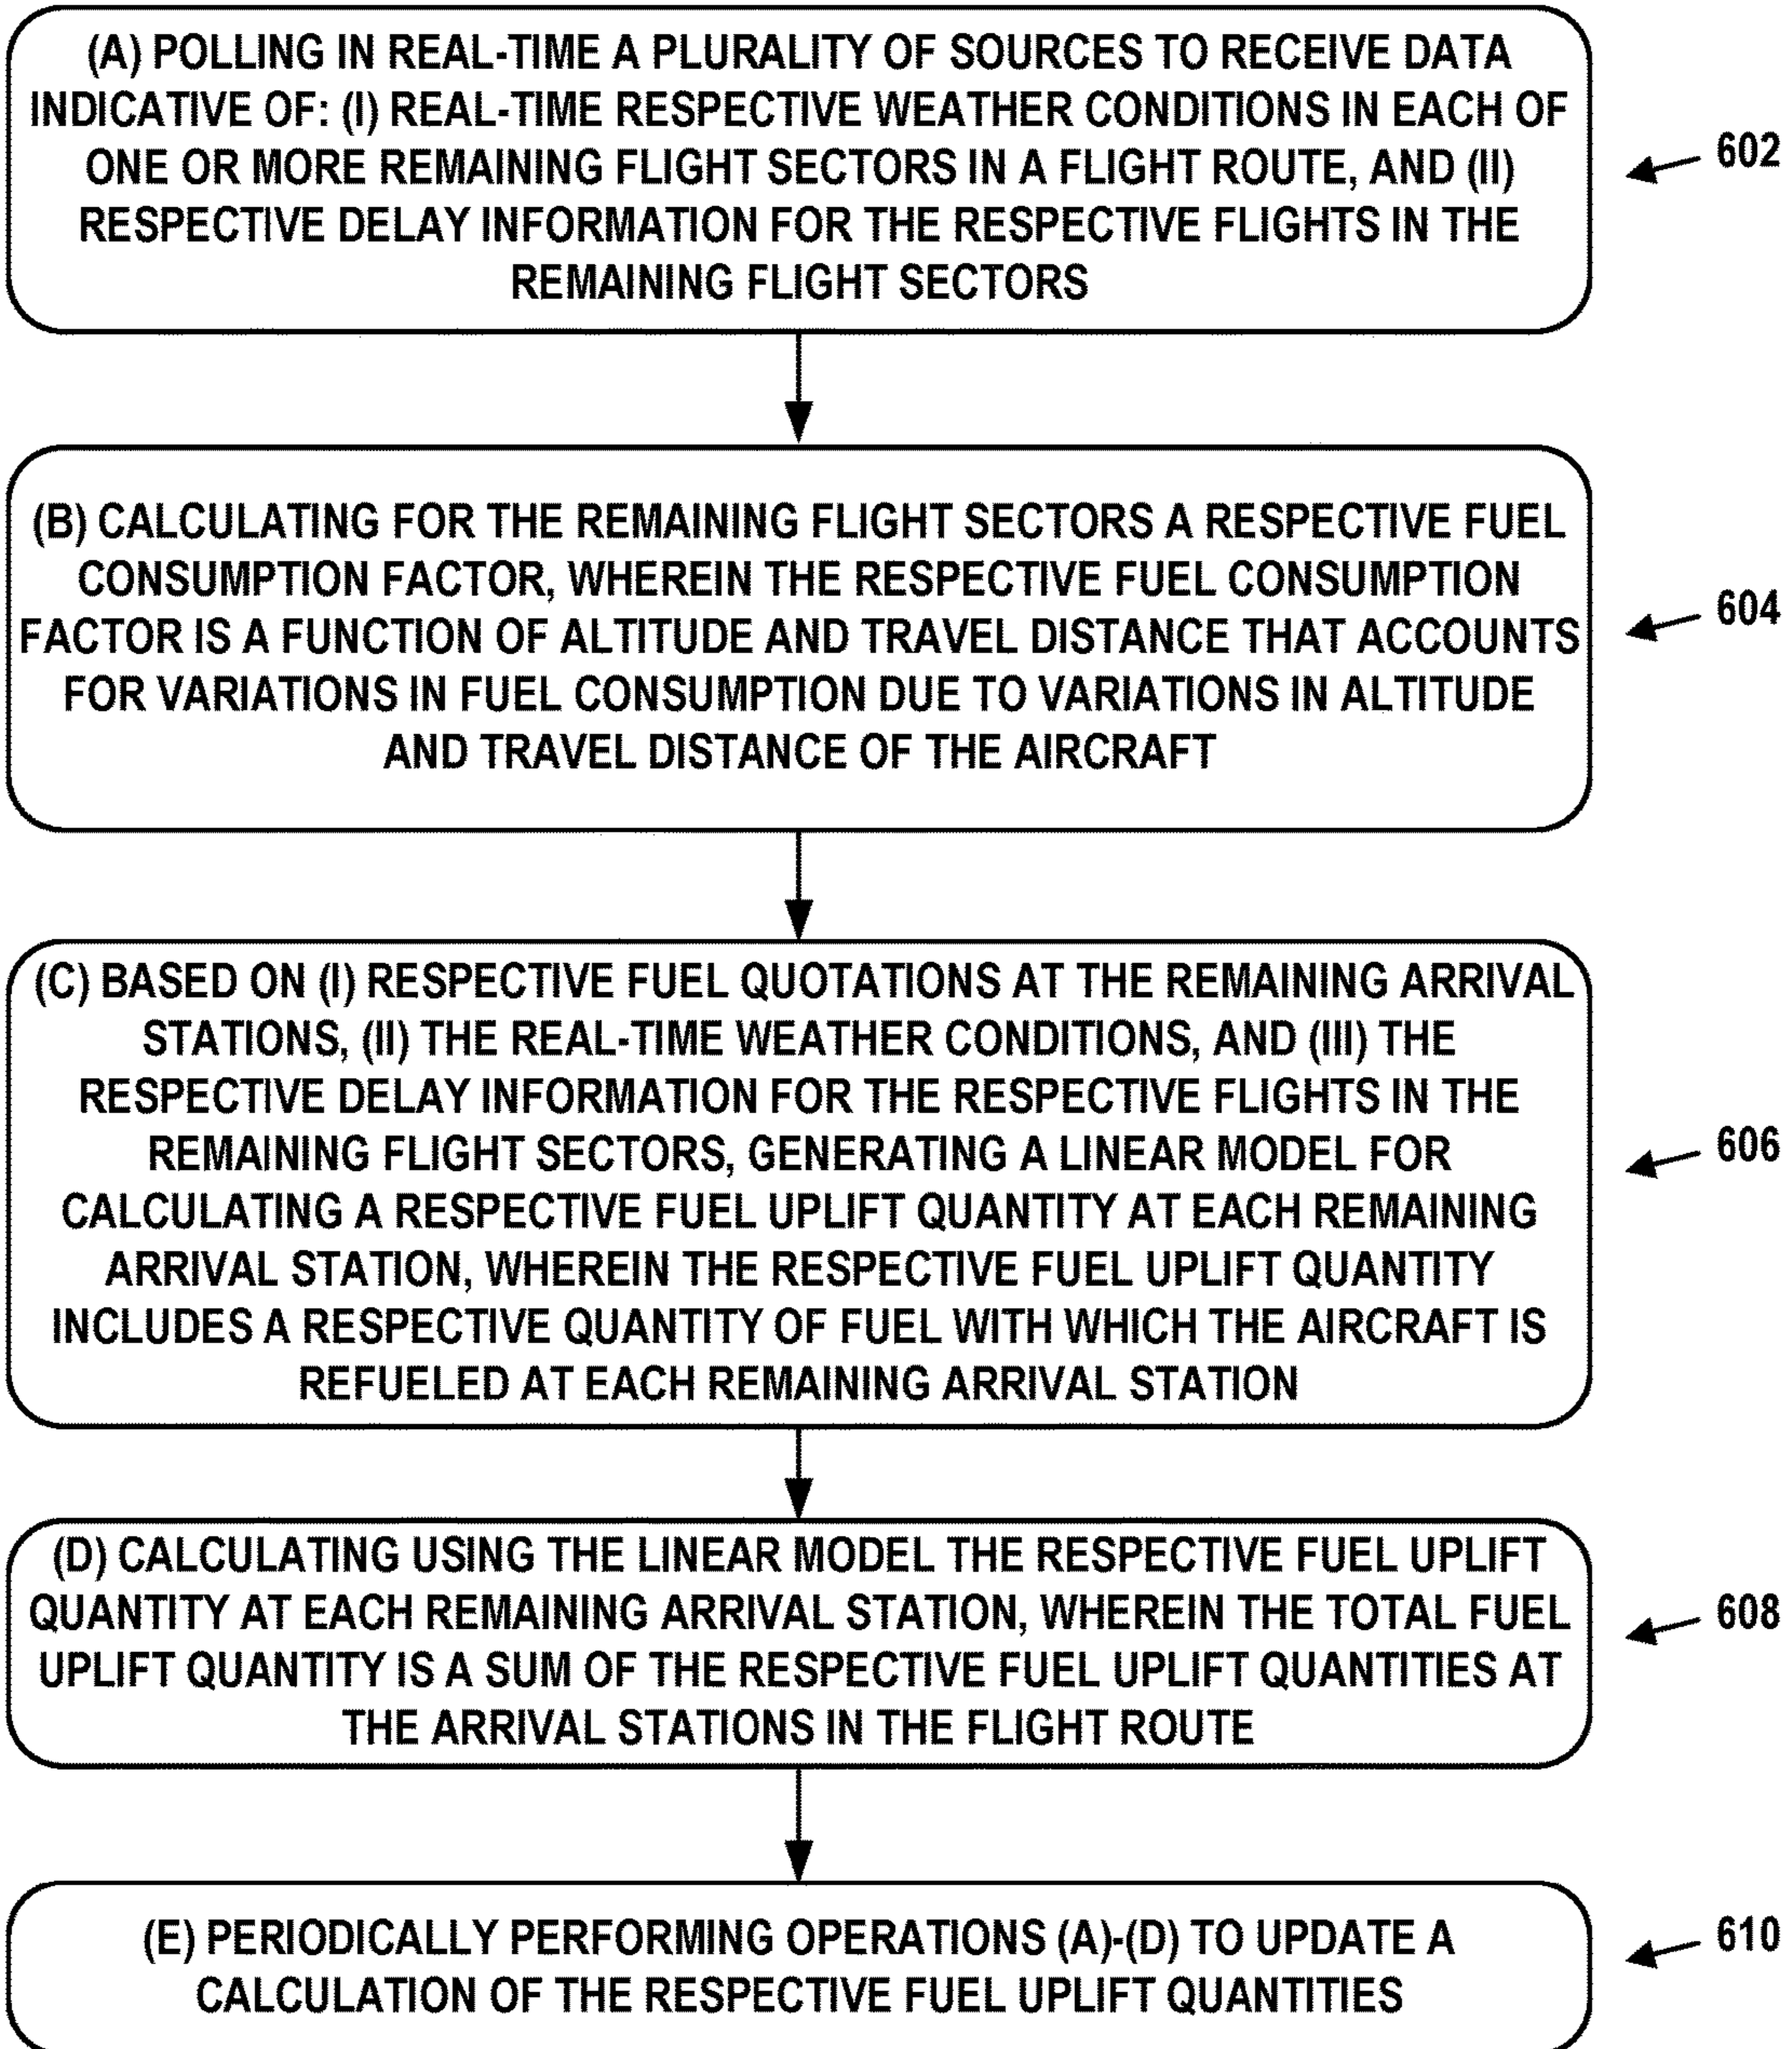 (A) POLLING IN REAL-TIME A PLURALITY OF SOURCES TO RECEIVE DATA
INDICATIVE OF: (I) REAL-TIME RESPECTIVE WEATHER CONDITIONS IN EACH OF
ONE OR MORE REMAINING FLIGHT SECTORS IN A FLIGHT ROUTE, AND (II)
RESPECTIVE DELAY INFORMATION FOR THE RESPECTIVE FLIGHTS IN THE
REMAINING FLIGHT SECTORS
602
(B) CALCULATING FOR THE REMAINING FLIGHT SECTORS A RESPECTIVE FUEL
CONSUMPTION FACTOR, WHEREIN THE RESPECTIVE FUEL CONSUMPTION
FACTOR IS A FUNCTION OF ALTITUDE AND TRAVEL DISTANCE THAT ACCOUNTS
FOR VARIATIONS IN FUEL CONSUMPTION DUE TO VARIATIONS IN ALTITUDE
AND TRAVEL DISTANCE OF THE AIRCRAFT
604
(C) BASED ON (I) RESPECTIVE FUEL QUOTATIONS AT THE REMAINING ARRIVAL
STATIONS, (II) THE REAL-TIME WEATHER CONDITIONS, AND (III) THE
RESPECTIVE DELAY INFORMATION FOR THE RESPECTIVE FLIGHTS IN THE
REMAINING FLIGHT SECTORS, GENERATING A LINEAR MODEL FOR
CALCULATING A RESPECTIVE FUEL UPLIFT QUANTITY AT EACH REMAINING
ARRIVAL STATION, WHEREIN THE RESPECTIVE FUEL UPLIFT QUANTITY
INCLUDES A RESPECTIVE QUANTITY OF FUEL WITH WHICH THE AIRCRAFT IS
REFUELED AT EACH REMAINING ARRIVAL STATION
606
(D) CALCULATING USING THE LINEAR MODEL THE RESPECTIVE FUEL UPLIFT
QUANTITY AT EACH REMAINING ARRIVAL STATION, WHEREIN THE TOTAL FUEL
UPLIFT QUANTITY IS A SUM OF THE RESPECTIVE FUEL UPLIFT QUANTITIES AT
THE ARRIVAL STATIONS IN THE FLIGHT ROUTE
608
(E) PERIODICALLY PERFORMING OPERATIONS (A)-(D) TO UPDATE A
CALCULATION OF THE RESPECTIVE FUEL UPLIFT QUANTITIES
610